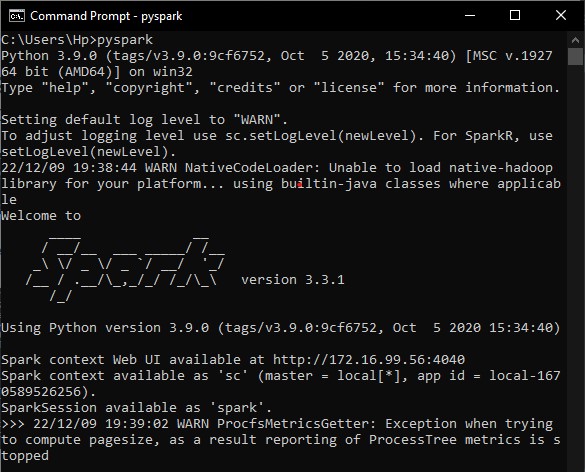 Command Prompt - pyspark
C:\Users\Hp>pyspark
Python 3.9.0 (tags/v3.9.0:9cf6752, Oct  5 2020, 15:34:40) [MSC v.1927
64 bit (AMD64)] on win32
Type "help", "copyright", "credits" or "license" for more information.
Setting default log level to "WARN".
To adjust logging level use sc.setLogLevel(newLevel). For SparkR, use
setLogLevel(newLevel).
22/12/09 19:38:44 WARN NativeCodeLoader: Unable to load native-hadoop
library for your platform... using builtin-java classes where applicab
le
Welcome to
      ____              __
     / __/__  ___ _____/ /__
    _\ \/ _ \/ _ `/ __/  '_/
   /__ / .__/\_,_/_/ /_/\_\   version 3.3.1
      /_/
Using Python version 3.9.0 (tags/v3.9.0:9cf6752, Oct  5 2020 15:34:40)
Spark context Web UI available at http://172.16.99.56:4040
Spark context available as 'sc' (master = local[*], app id = local-167
0589526256).
SparkSession available as 'spark'.
>>> 22/12/09 19:39:02 WARN ProcfsMetricsGetter: Exception when trying
to compute pagesize, as a result reporting of ProcessTree metrics is s
topped